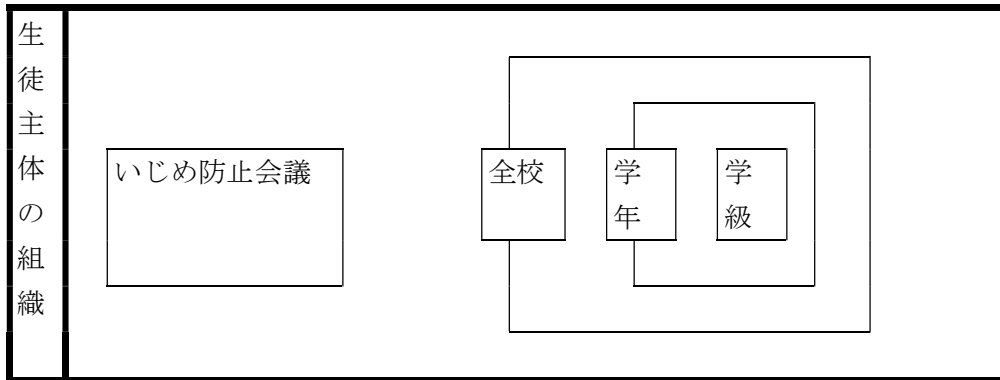 生徒主体の組織
いじめ防止会議
全校
学年
学級